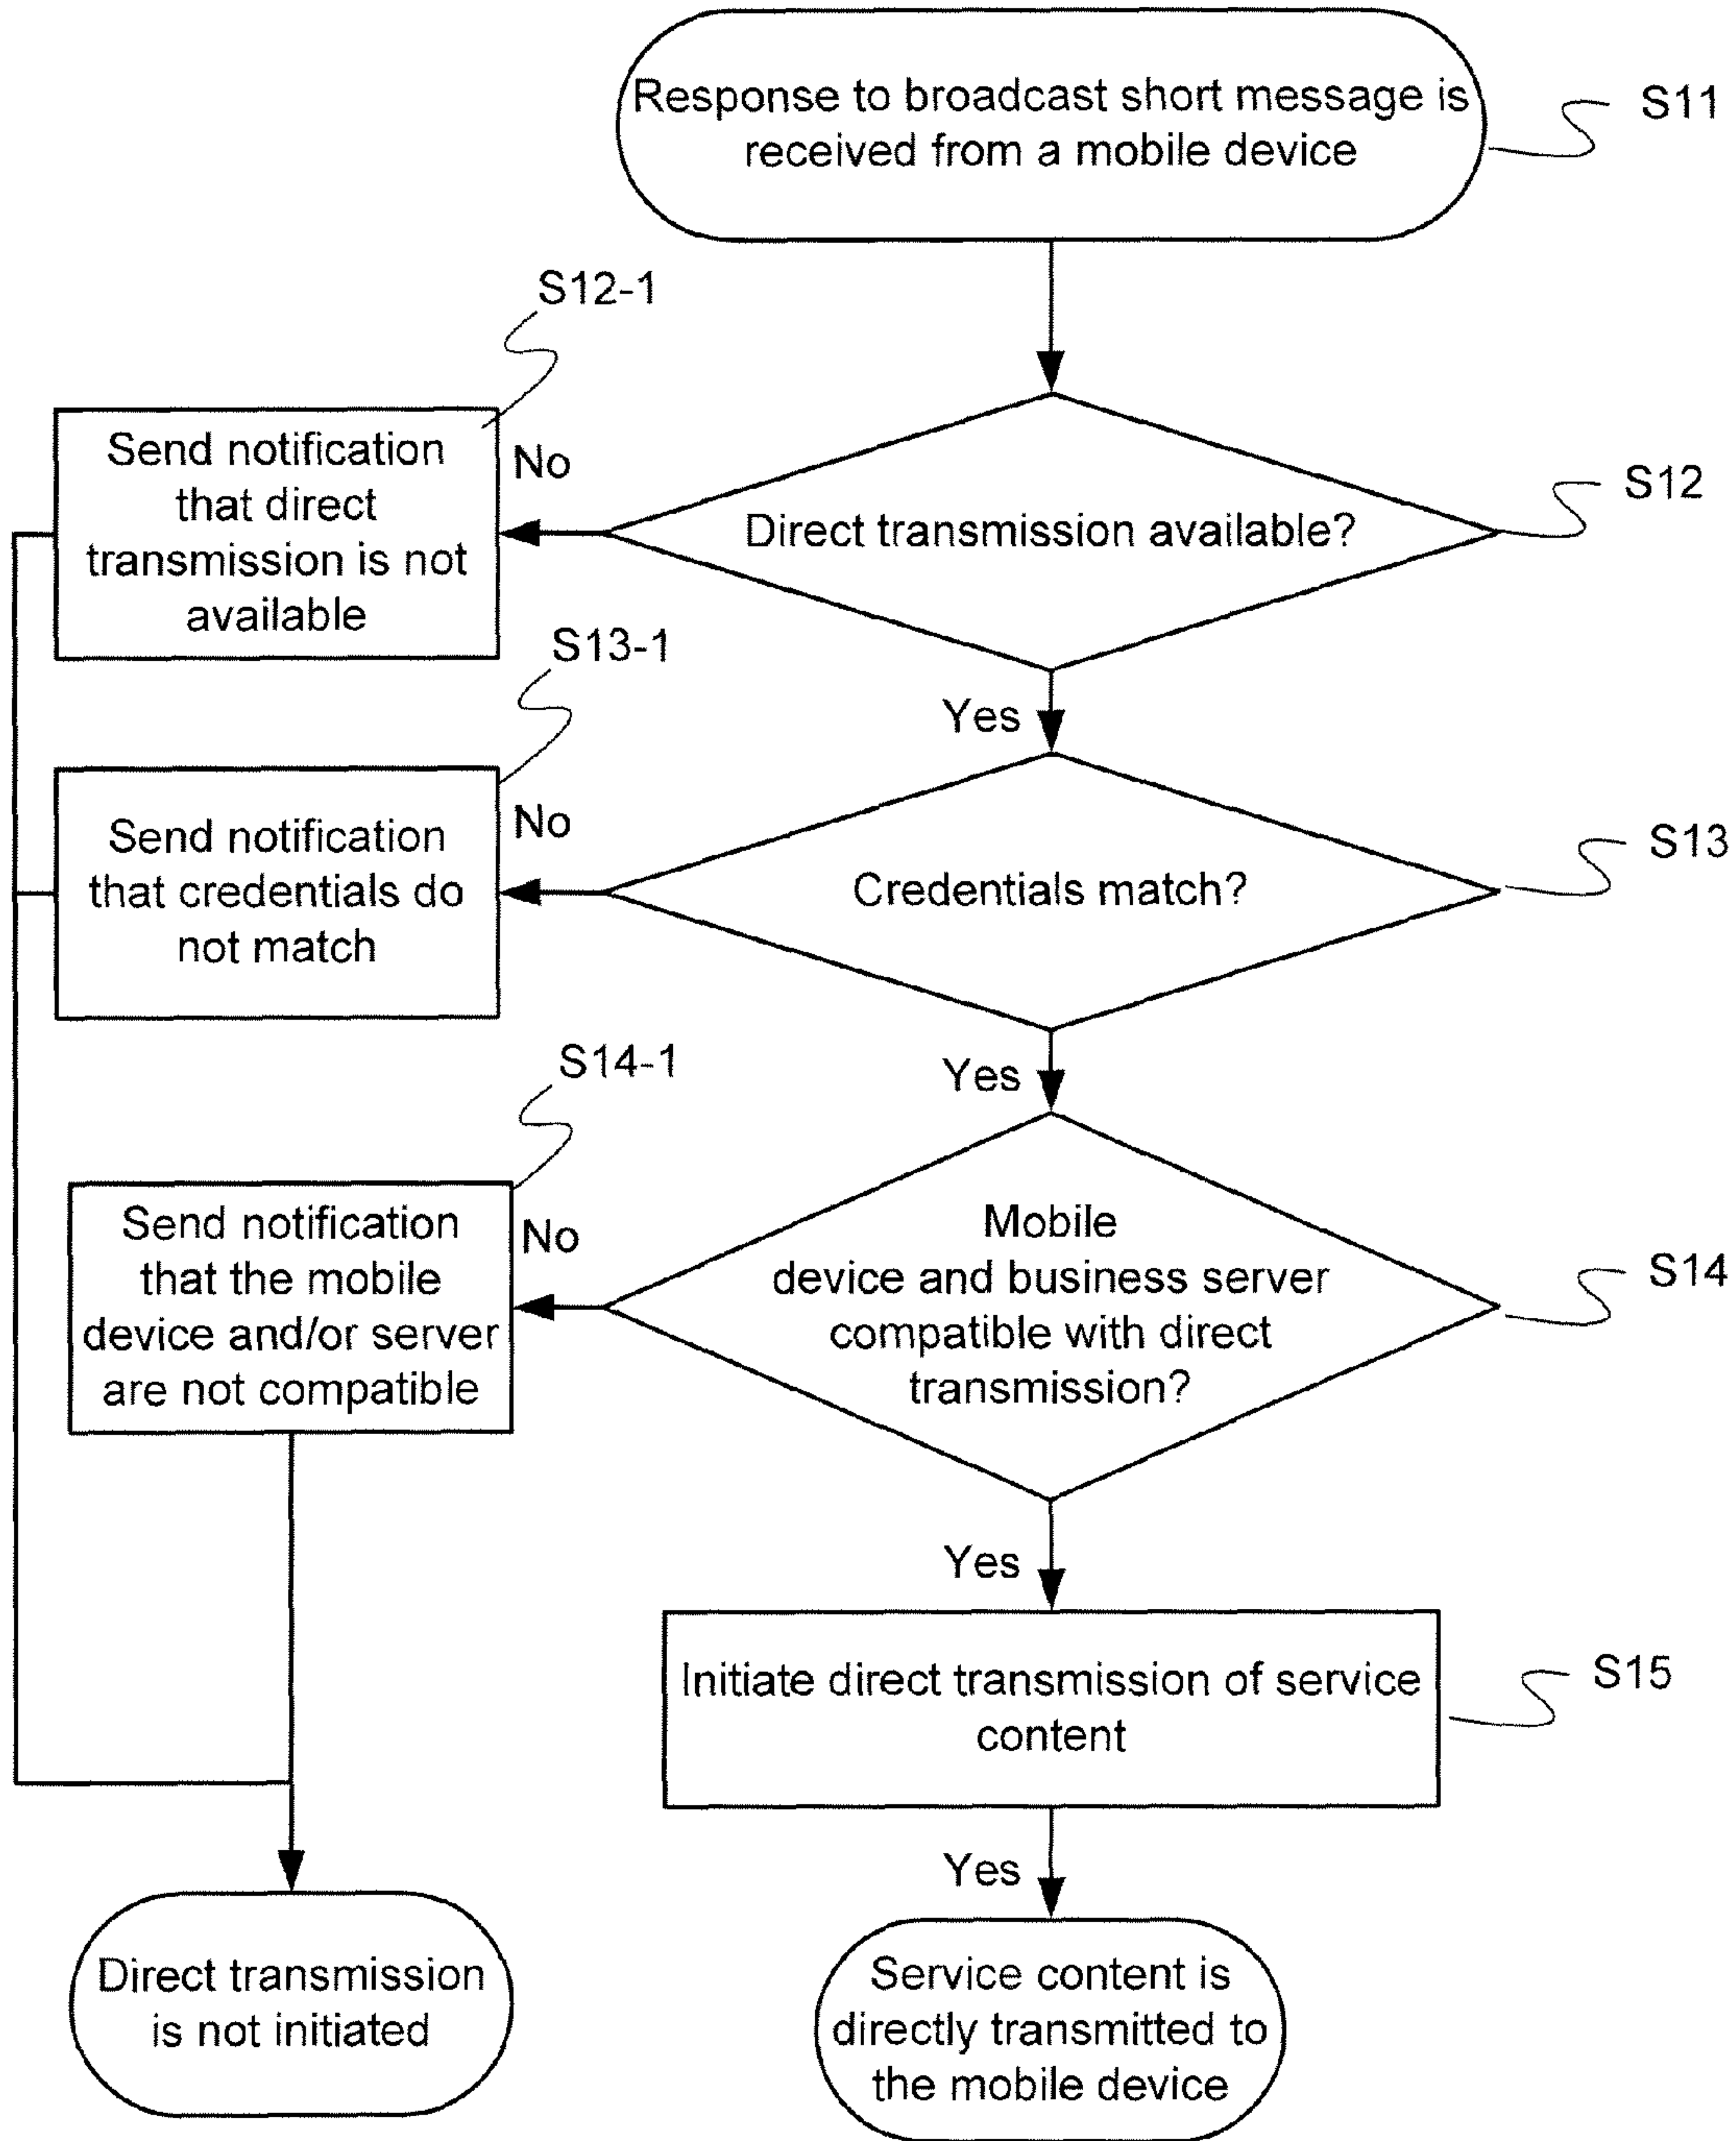 Response to broadcast short message is
received from a mobile device
S11
S12-1
Send notification
that direct
transmission is not
available
No
Direct transmission available?
S12
Yes
S13-1
Send notification
that credentials do
not match
No
Credentials match?
S13
Yes
S14-1
Send notification
that the mobile
device and/or server
are not compatible
No
Mobile
device and business server
compatible with direct
transmission?
S14
Yes
Initiate direct transmission of service
content
S15
Yes
Direct transmission
is not initiated
Service content is
directly transmitted to
the mobile device